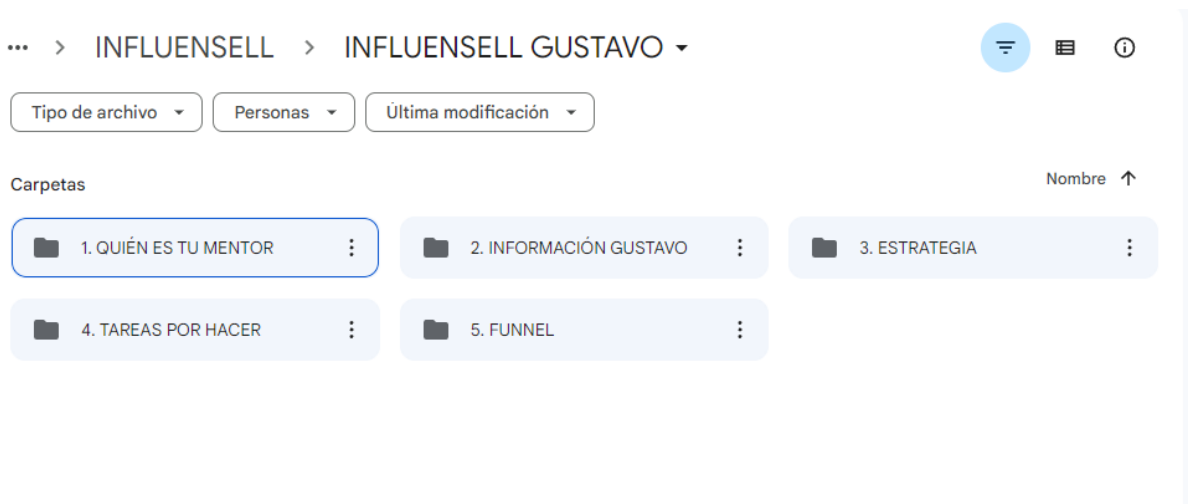 ... > INFLUENSELL > INFLUENSELL GUSTAVO
Tipo de archivo Personas Última modificación
Carpetas Nombre
1. QUIÉN ES TU MENTOR 2. INFORMACIÓN GUSTAVO 3. ESTRATEGIA
4. TAREAS POR HACER 5. FUNNEL